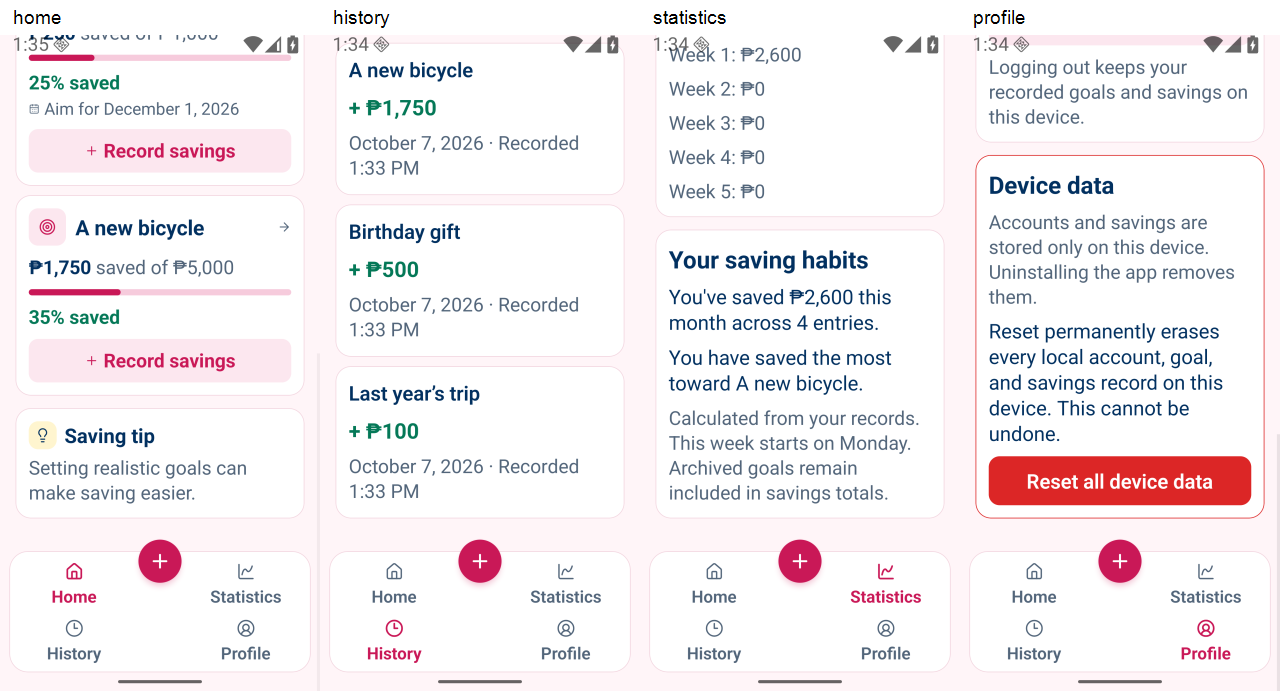 home
1:35
₱250 saved of ₱1,000
25% saved
Aim for December 1, 2026
+ Record savings
A new bicycle
₱1,750 saved of ₱5,000
35% saved
+ Record savings
Saving tip
Setting realistic goals can
make saving easier.
Home
Statistics
History
Profile
history
1:34
A new bicycle
+ ₱1,750
October 7, 2026 · Recorded
1:33 PM
Birthday gift
+ ₱500
October 7, 2026 · Recorded
1:33 PM
Last year’s trip
+ ₱100
October 7, 2026 · Recorded
1:33 PM
Home
Statistics
History
Profile
statistics
1:34
Week 1: ₱2,600
Week 2: ₱0
Week 3: ₱0
Week 4: ₱0
Week 5: ₱0
Your saving habits
You've saved ₱2,600 this
month across 4 entries.
You have saved the most
toward A new bicycle.
Calculated from your records.
This week starts on Monday.
Archived goals remain
included in savings totals.
Home
Statistics
History
Profile
profile
1:34
Logging out keeps your
recorded goals and savings on
this device.
Device data
Accounts and savings are
stored only on this device.
Uninstalling the app removes
them.
Reset permanently erases
every local account, goal,
and savings record on this
device. This cannot be
undone.
Reset all device data
Home
Statistics
History
Profile